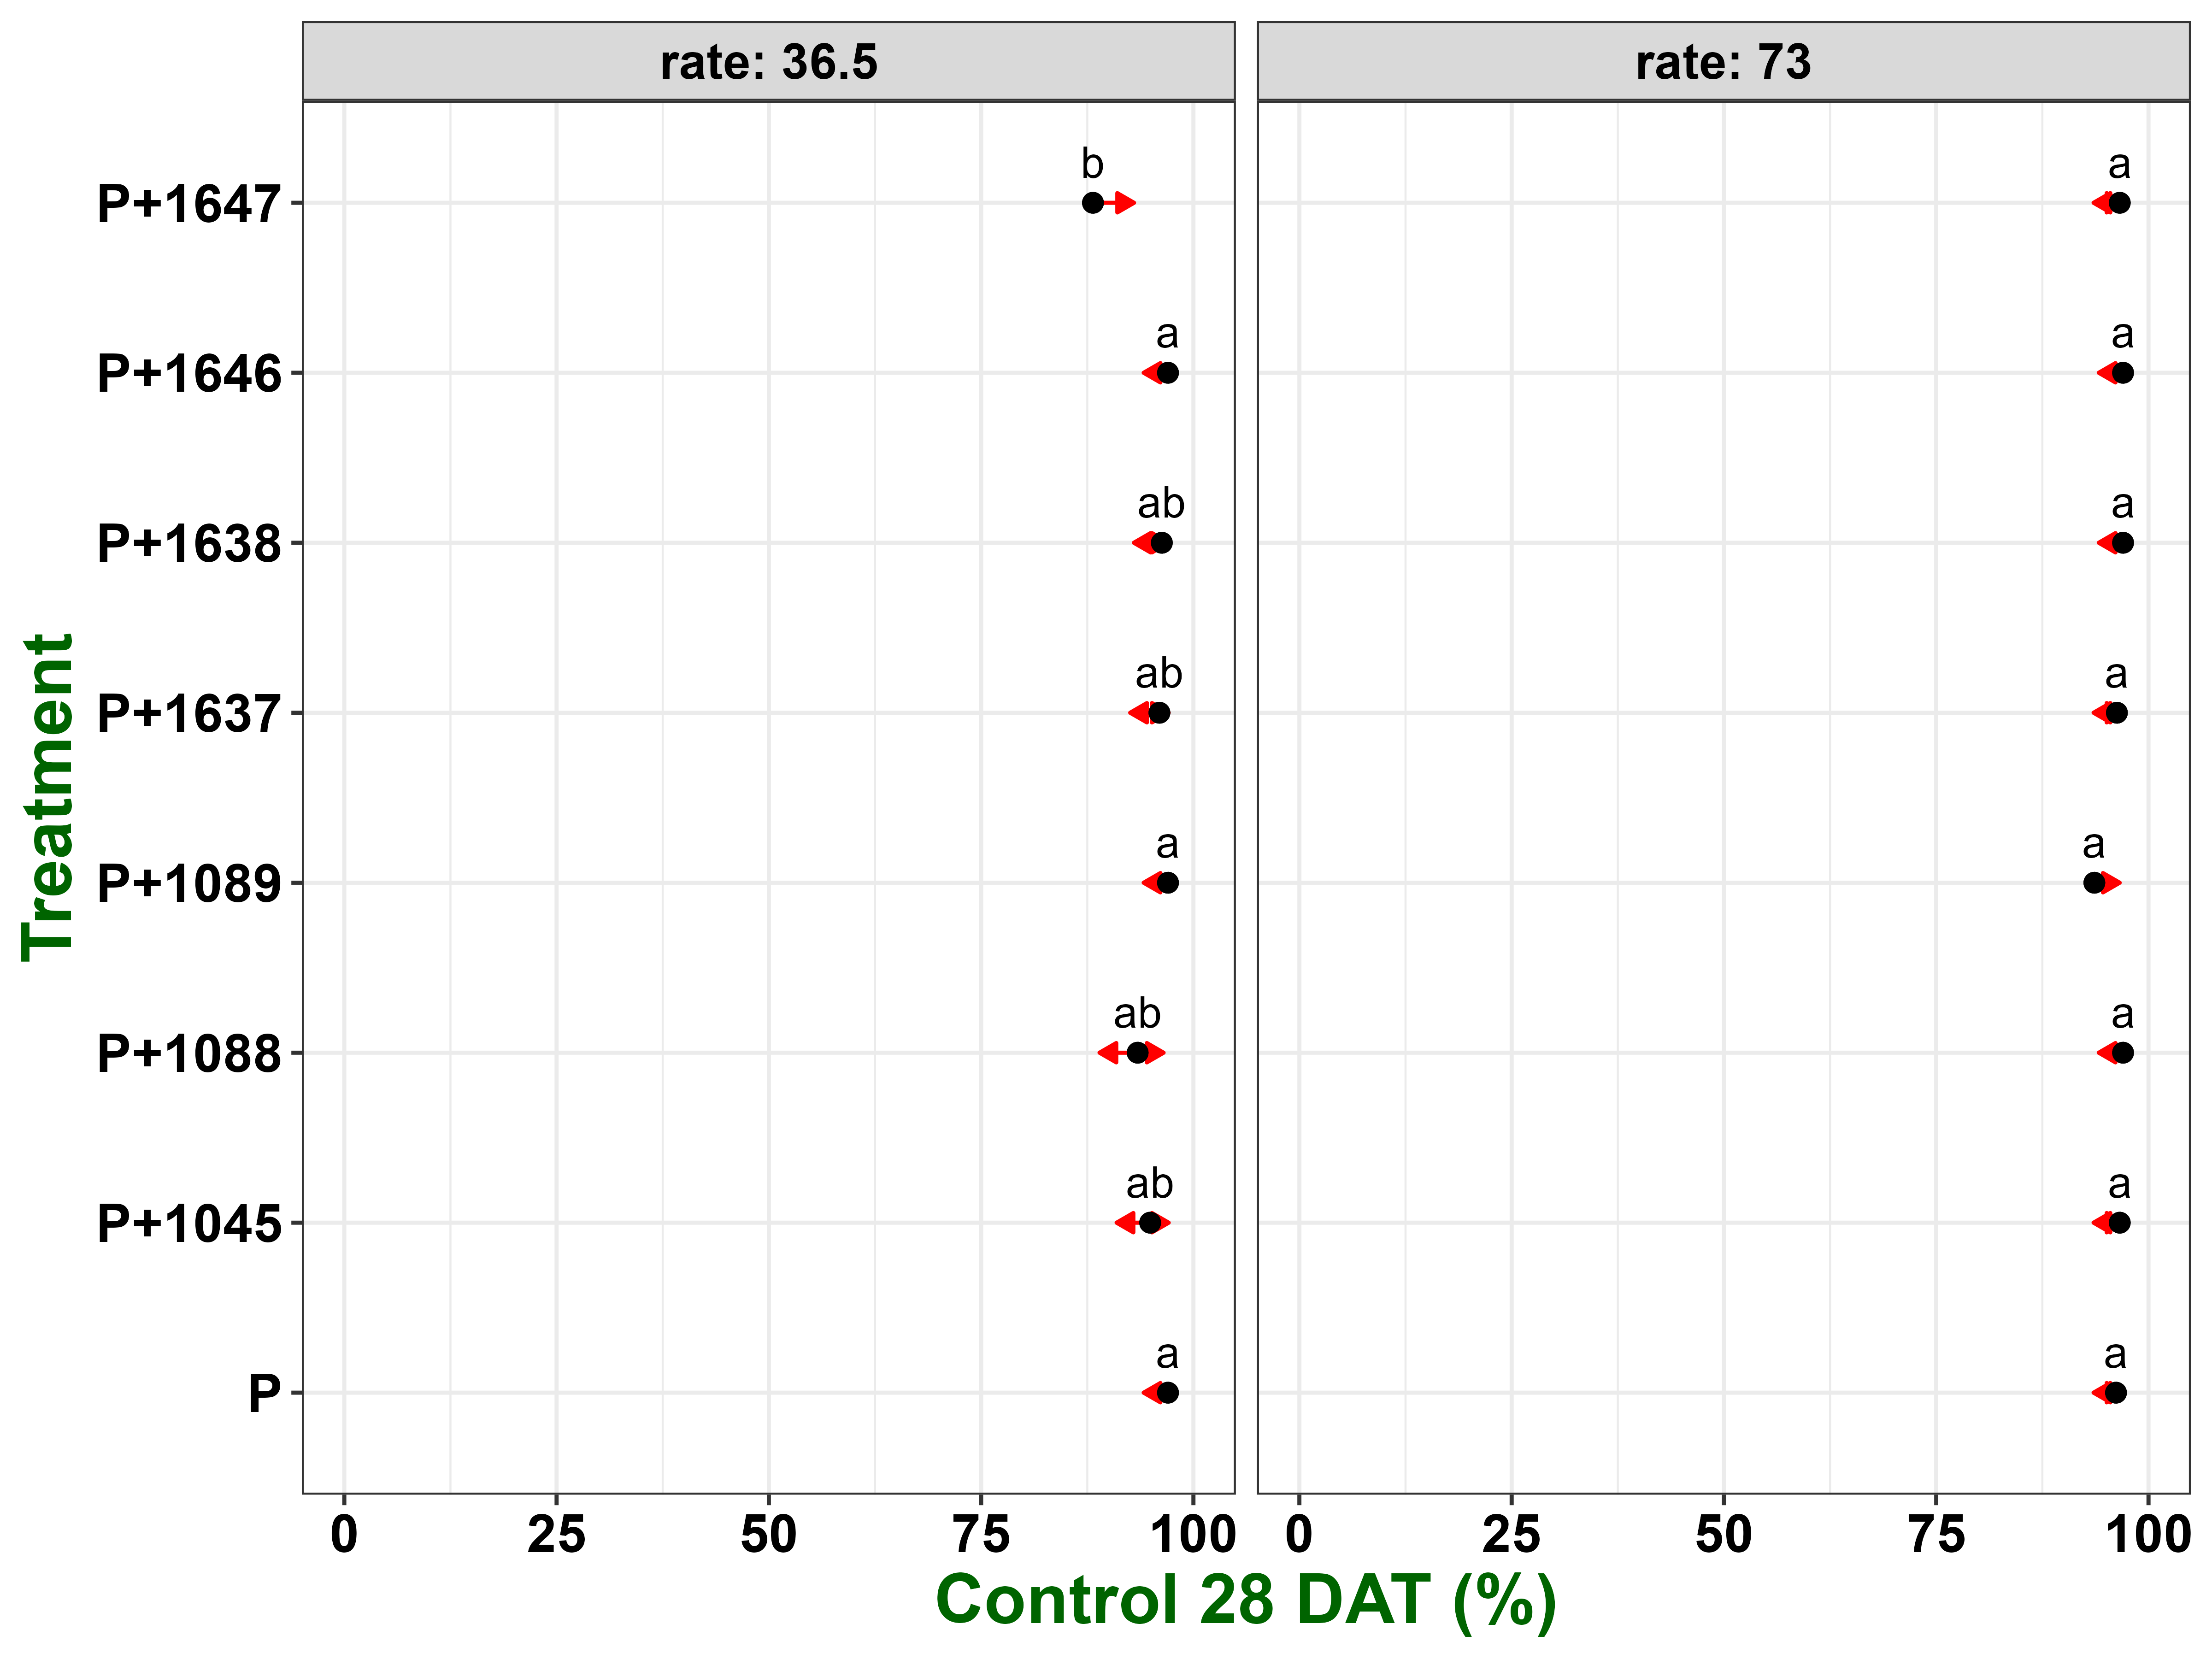 rate: 36.5
rate: 73
Treatment
P+1647
b
a
P+1646
a
a
P+1638
ab
a
P+1637
ab
a
P+1089
a
a
P+1088
ab
a
P+1045
ab
a
P
a
a
0 25 50 75 100
0 25 50 75 100
Control 28 DAT (%)